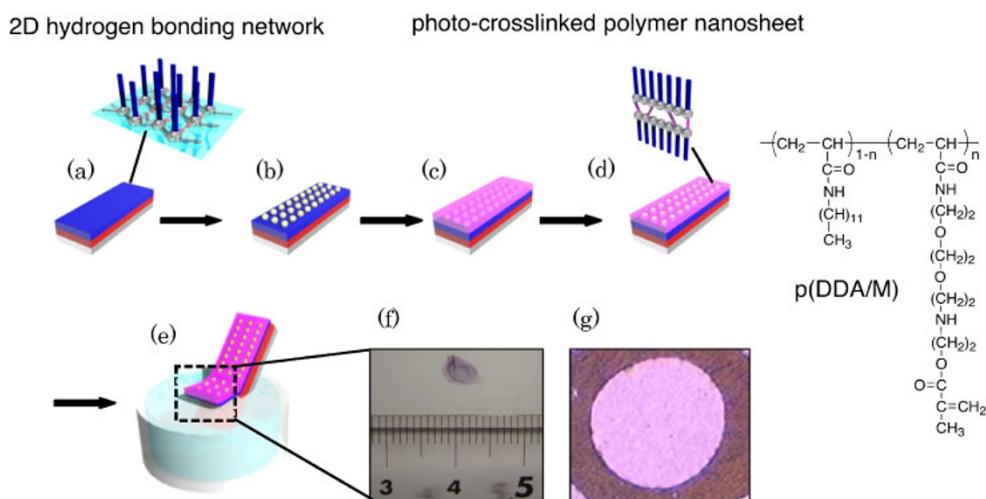 2D hydrogen bonding network
photo-crosslinked polymer nanosheet
(a)
(b)
(c)
(d)
(CH2-CH)1-n (CH2-CH)n
C=O
NH
(CH)11
CH3
C=O
NH
(CH2)2
O
(CH2)2
O
(CH2)2
NH
(CH2)2
O
O=C
C=CH2
CH3
p(DDA/M)
(e)
(f)
(g)
3 4 5